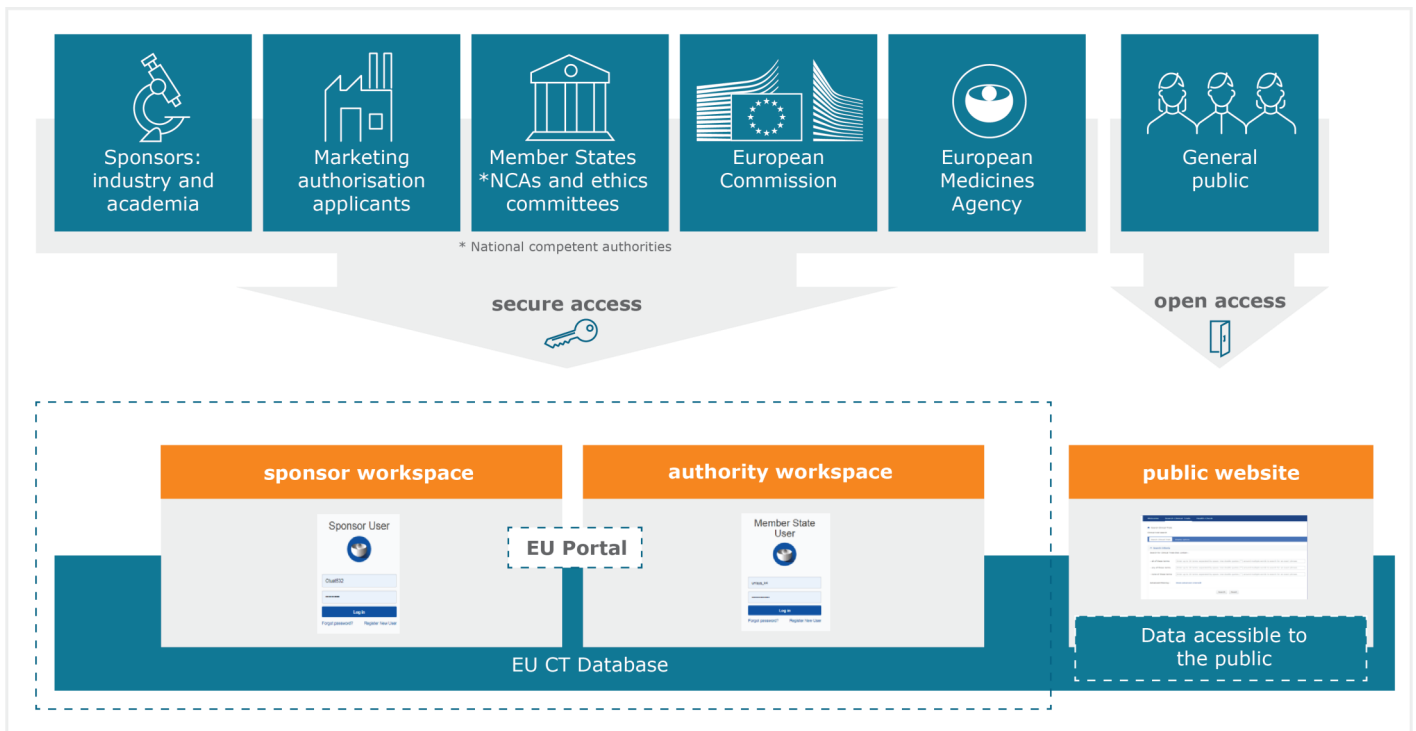 Sponsors:
industry and
academia
Marketing
authorisation
applicants
Member States
*NCAs and ethics
committees
European
Commission
European
Medicines
Agency
General
public
* National competent authorities
secure access
open access
sponsor workspace
authority workspace
public website
Sponsor User
Log in
Forgot password? Register New User
EU Portal
Member State
User
Log in
Forgot password? Register New User
Data acessible to
the public
EU CT Database